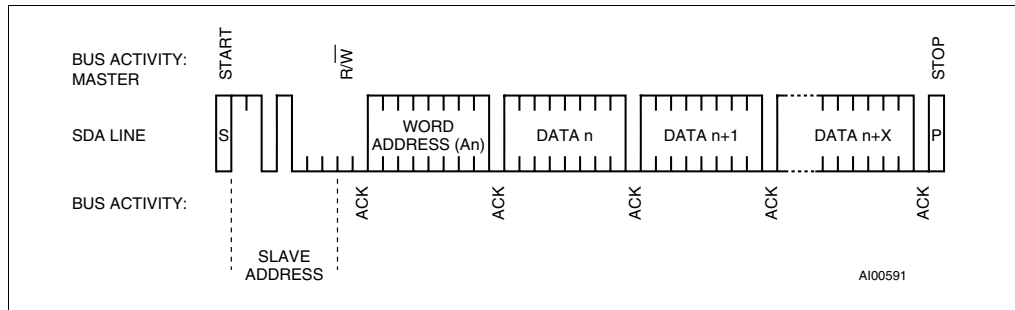 BUS ACTIVITY:
MASTER
START
R/W
STOP
SDA LINE
S
WORD
ADDRESS (An)
DATA n
DATA n+1
DATA n+X
P
BUS ACTIVITY:
ACK
ACK
ACK
ACK
ACK
SLAVE
ADDRESS
AI00591